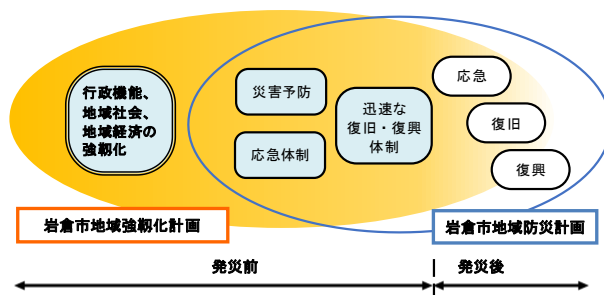 行政機能、
地域社会、
地域経済の
強靱化
災害予防
応急体制
迅速な
復旧・復興
体制
応急
復旧
復興
岩倉市地域強靱化計画
岩倉市地域防災計画
発災前
発災後